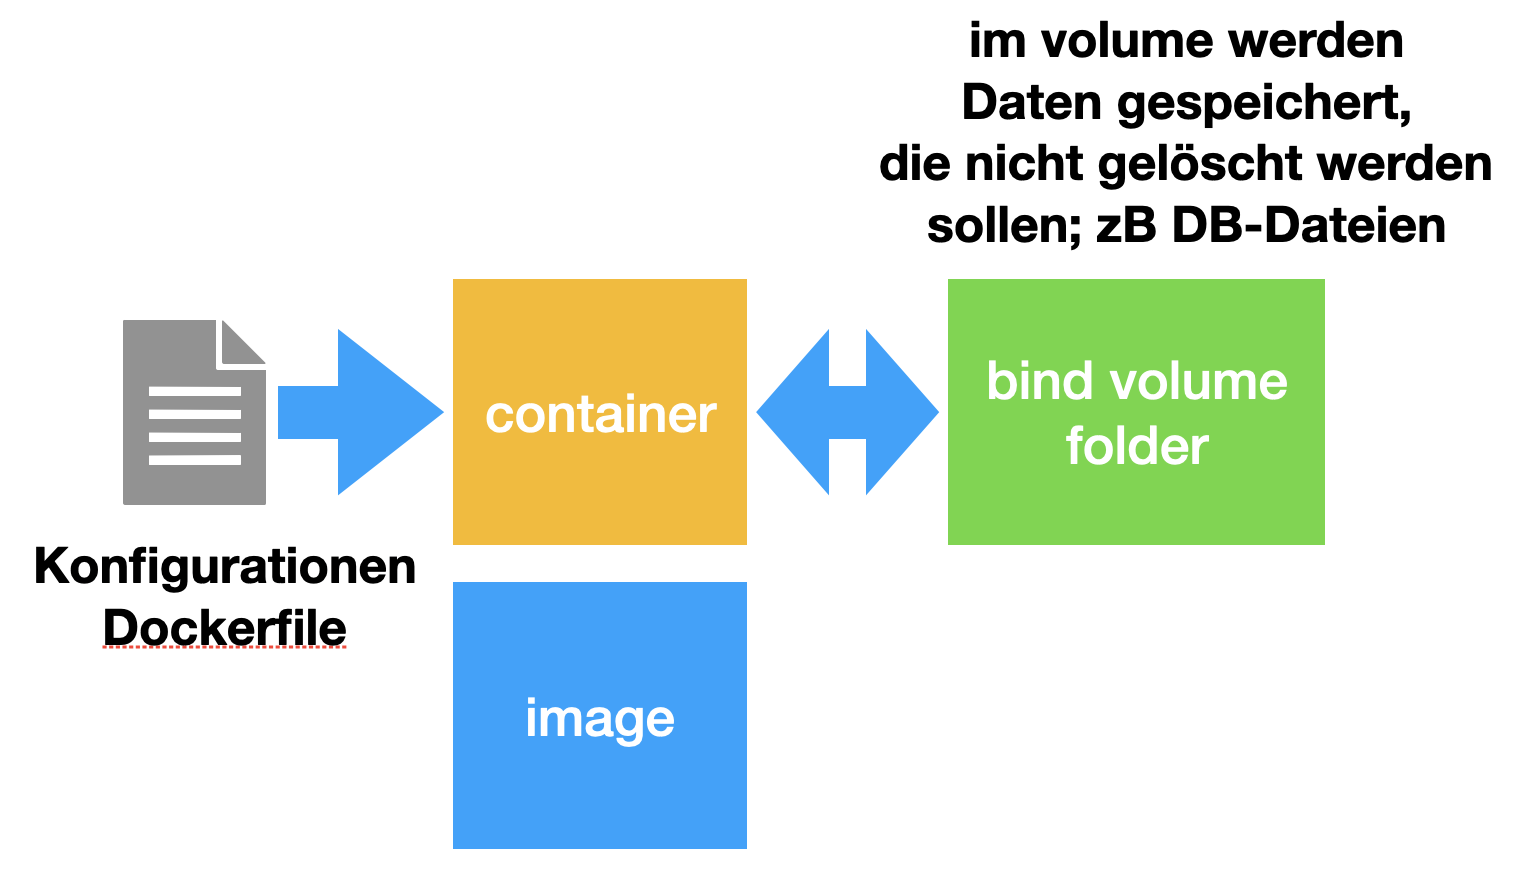 im volume werden
Daten gespeichert,
die nicht gelöscht werden
sollen; zB DB-Dateien
container
bind volume
folder
Konfigurationen
Dockerfile
image